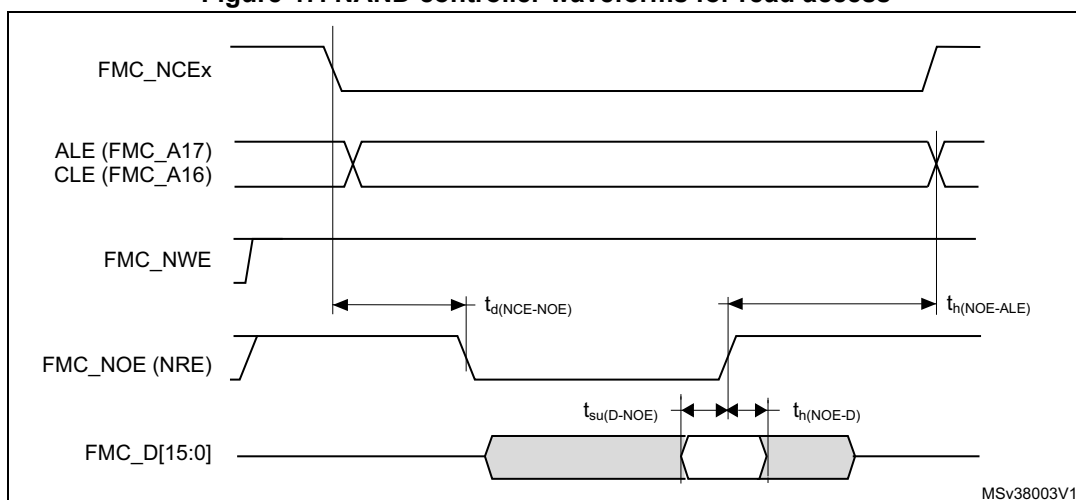 Figure NAND controller waveforms for read access
FMC_NCEx
ALE (FMC_A17)
CLE (FMC_A16)
FMC_NWE
td(NCE-NOE)
th(NOE-ALE)
FMC_NOE (NRE)
tsu(D-NOE)
th(NOE-D)
FMC_D[15:0]
MSv38003V1